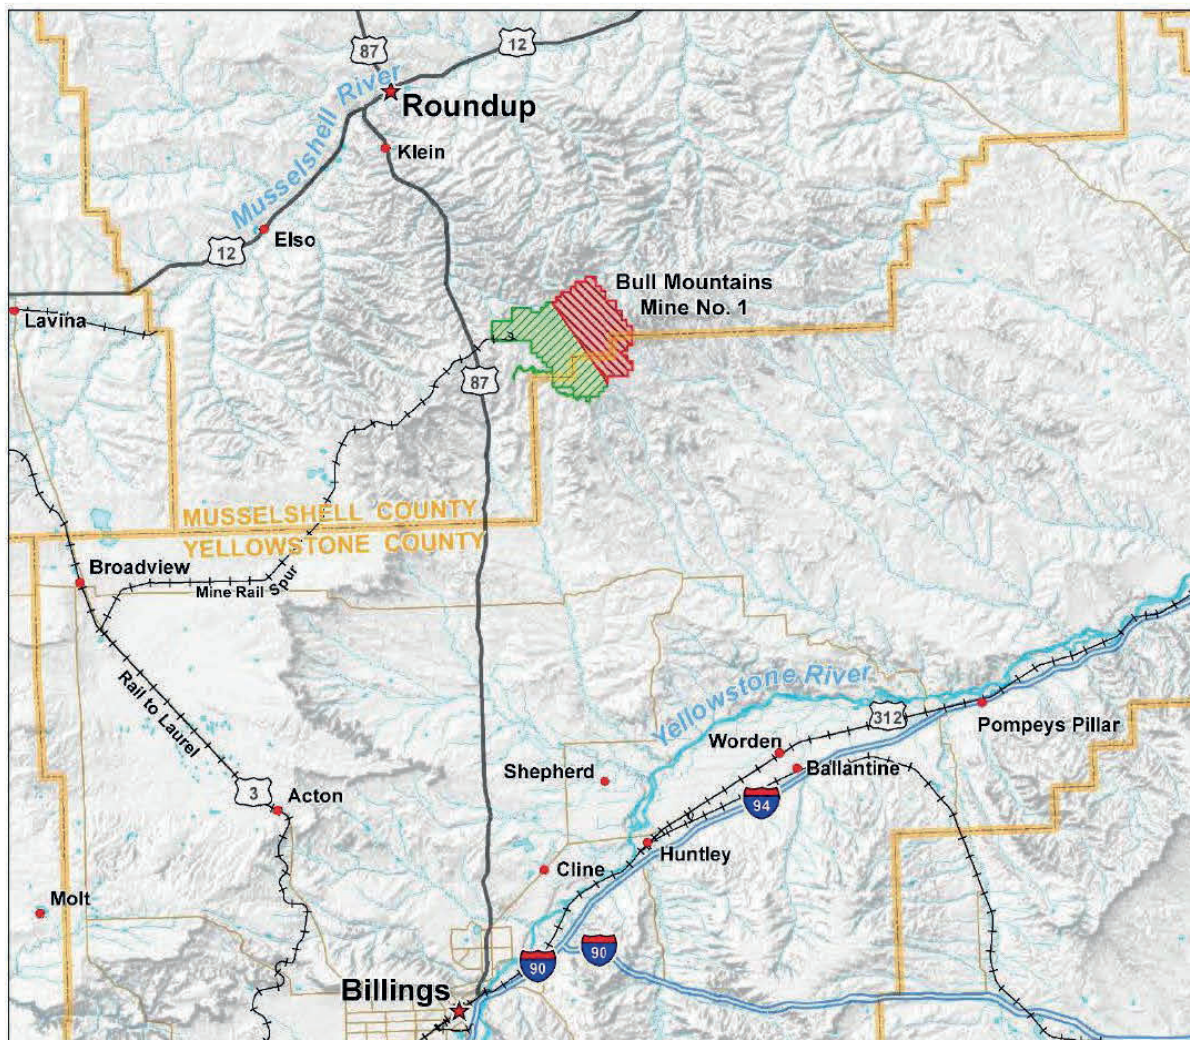 87
12
Roundup
Musselshell River
Klein
12
Elso
Bull Mountains
Mine No. 1
Lavina
87
MUSSELSHELL COUNTY
YELLOWSTONE COUNTY
Broadview
Mine Rail Spur
Rail to Laurel
Yellowstone River
312
Pompeys Pillar
Worden
Ballantine
Shepherd
94
3
Acton
Huntley
Cline
Molt
90
90
Billings